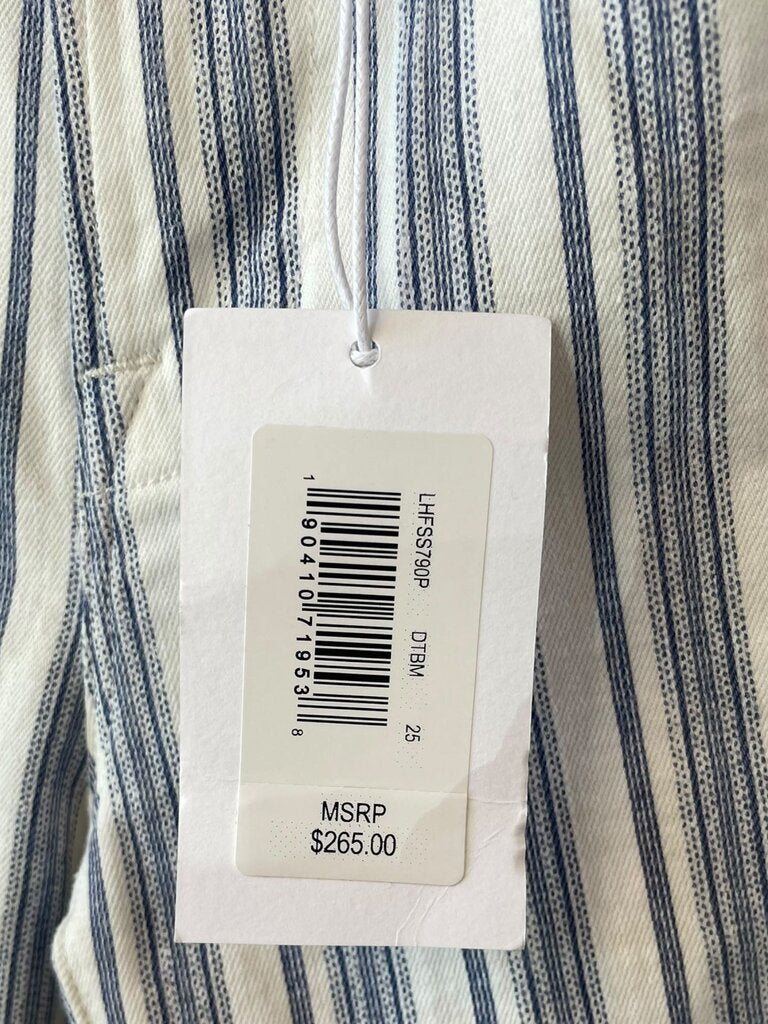 LHFSS790P DTBM 25
1 90410 71953 8
MSRP
$265.00